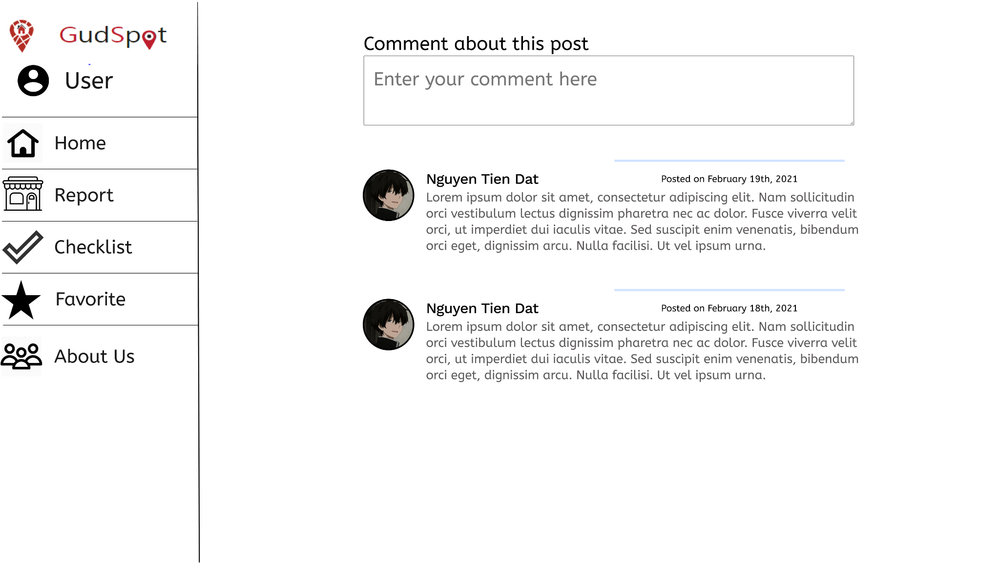 GudSpot
User
Home
Report
Checklist
Favorite
About Us
Comment about this post
Enter your comment here
Nguyen Tien Dat
Posted on February 19th, 2021
Lorem ipsum dolor sit amet, consectetur adipiscing elit. Nam sollicitudin
orci vestibulum lectus dignissim pharetra nec ac dolor. Fusce viverra velit
orci, ut imperdiet dui iaculis vitae. Sed suscipit enim venenatis, bibendum
orci eget, dignissim arcu. Nulla facilisi. Ut vel ipsum urna.
Nguyen Tien Dat
Posted on February 18th, 2021
Lorem ipsum dolor sit amet, consectetur adipiscing elit. Nam sollicitudin
orci vestibulum lectus dignissim pharetra nec ac dolor. Fusce viverra velit
orci, ut imperdiet dui iaculis vitae. Sed suscipit enim venenatis, bibendum
orci eget, dignissim arcu. Nulla facilisi. Ut vel ipsum urna.